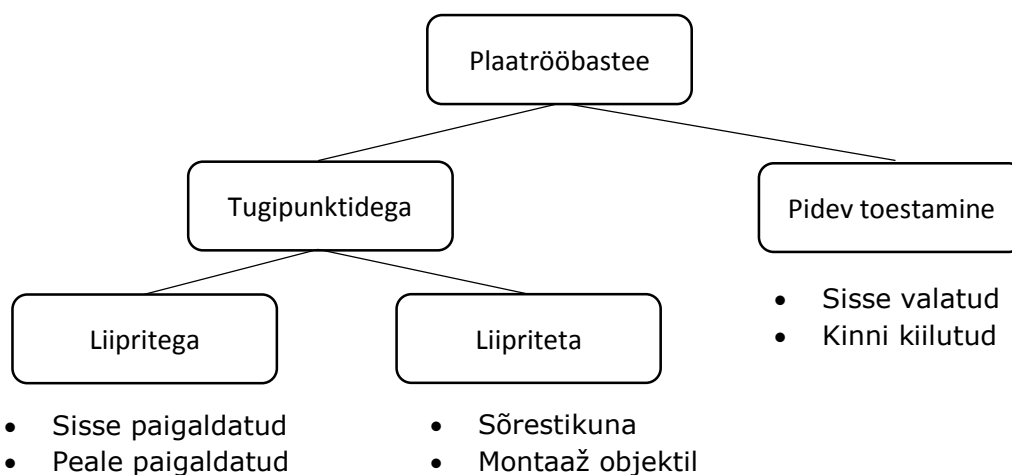 Plaatrööbastee
Tugipunktidega
Pidev toestamine
Liipritega
Liipriteta
• Sisse valatud
• Kinni kiilutud
• Sisse paigaldatud
• Peale paigaldatud
• Sõrestikuna
• Montaaž objektil